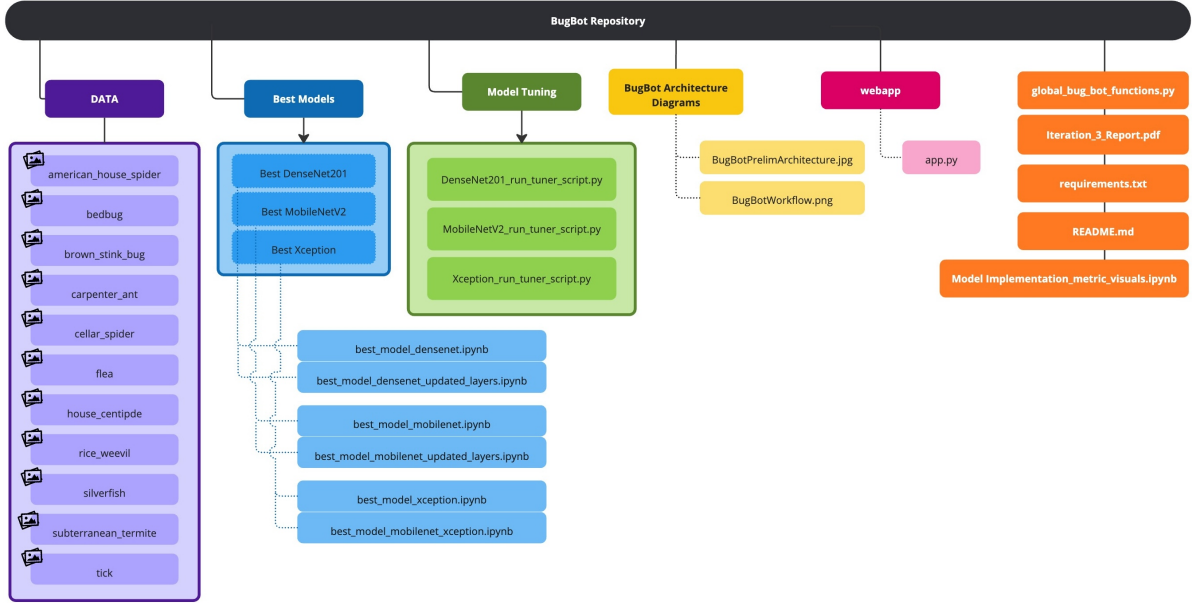 BugBot Repository
DATA
american_house_spider
bedbug
brown_stink_bug
carpenter_ant
cellar_spider
flea
house_centipde
rice_weevil
silverfish
subterranean_termite
tick
Best Models
Best DenseNet201
Best MobileNetV2
Best Xception
best_model_densenet.ipynb
best_model_densenet_updated_layers.ipynb
best_model_mobilenet.ipynb
best_model_mobilenet_updated_layers.ipynb
best_model_xception.ipynb
best_model_mobilenet_xception.ipynb
Model Tuning
DenseNet201_run_tuner_script.py
MobileNetV2_run_tuner_script.py
Xception_run_tuner_script.py
BugBot Architecture
Diagrams
BugBotPrelimArchitecture.jpg
BugBotWorkflow.png
webapp
app.py
global_bug_bot_functions.py
Iteration_3_Report.pdf
requirements.txt
README.md
Model Implementation_metric_visuals.ipynb